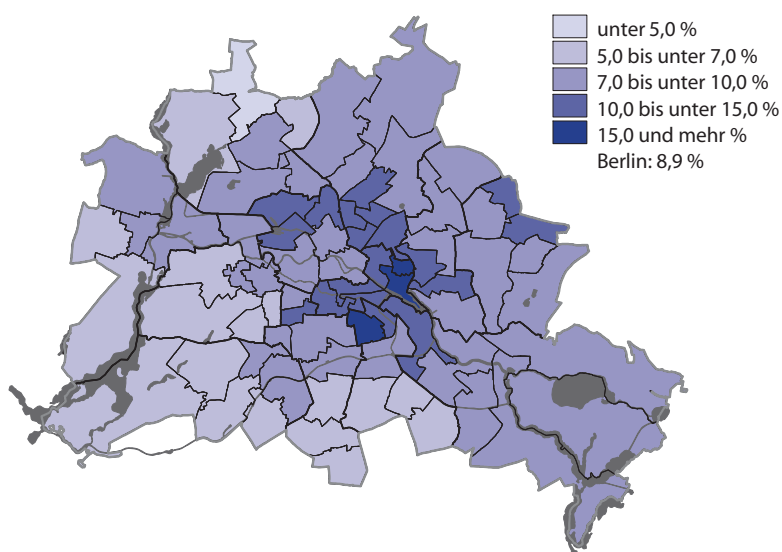 unter 5,0 %
5,0 bis unter 7,0 %
7,0 bis unter 10,0 %
10,0 bis unter 15,0 %
15,0 und mehr %
Berlin: 8,9 %